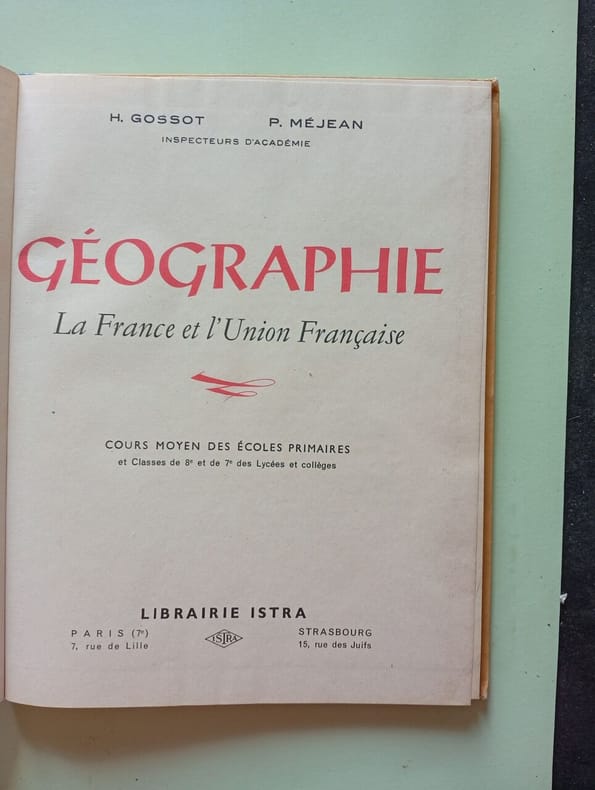 H. GOSSOT P. MÉJEAN
INSPECTEURS D'ACADÉMIE
GÉOGRAPHIE
La France et l'Union Française
COURS MOYEN DES ÉCOLES PRIMAIRES
et Classes de 8e et de 7e des Lycées et collèges
LIBRAIRIE ISTRA
PARIS (7e) ISTRA STRASBOURG
7, rue de Lille 15, rue des Juifs